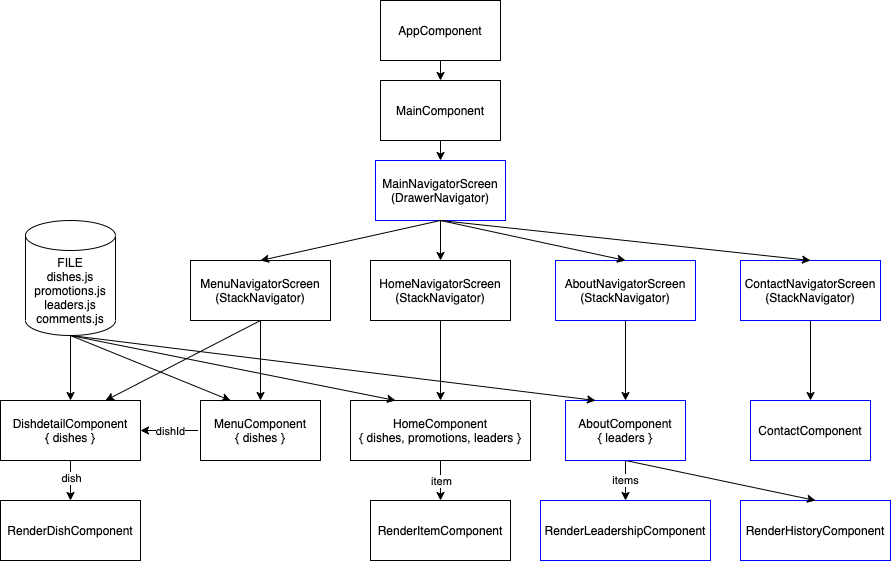 AppComponent
MainComponent
MainNavigatorScreen
(DrawerNavigator)
FILE
dishes.js
promotions.js
leaders.js
comments.js
MenuNavigatorScreen
(StackNavigator)
HomeNavigatorScreen
(StackNavigator)
AboutNavigatorScreen
(StackNavigator)
ContactNavigatorScreen
(StackNavigator)
DishdetailComponent
{ dishes }
dishId
MenuComponent
{ dishes }
HomeComponent
{ dishes, promotions, leaders }
AboutComponent
{ leaders }
ContactComponent
dish
item
items
RenderDishComponent
RenderItemComponent
RenderLeadershipComponent
RenderHistoryComponent